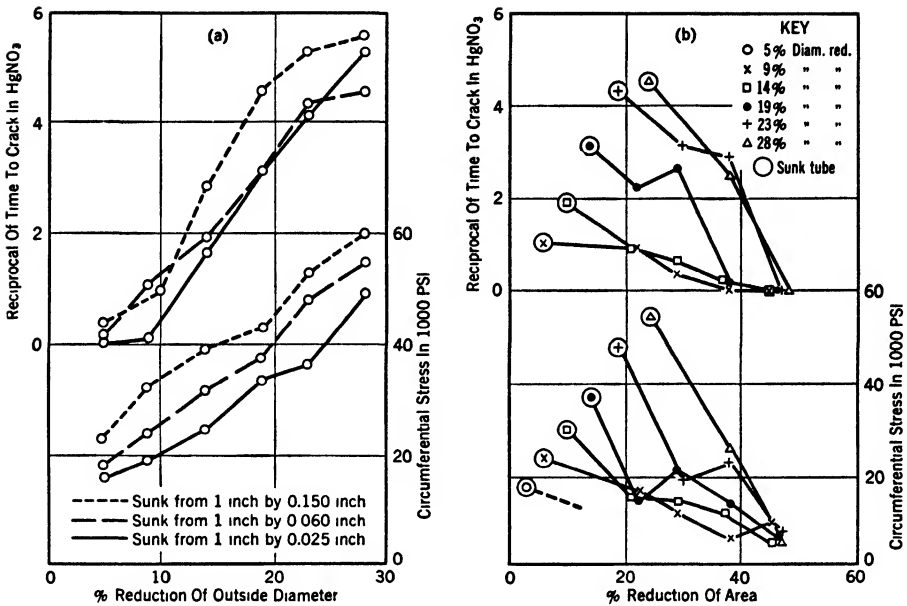 (a)
6
4
2
0
Reciprocal Of Time To Crack In HgNO₃
60
40
20
0
Circumferential Stress In 1000 PSI
Sunk from 1 inch by 0.150 inch
Sunk from 1 inch by 0 060 inch
Sunk from 1 inch by 0.025 inch
0 10 20 30
% Reduction Of Outside Diameter
(b)
6
4
2
0
Reciprocal Of Time To Crack In HgNO₃
KEY
5% Diam. red.
9% " "
14% " "
19% " "
23% " "
28% " "
Sunk tube
60
40
20
0
Circumferential Stress In 1000 PSI
0 20 40 60
% Reduction Of Area